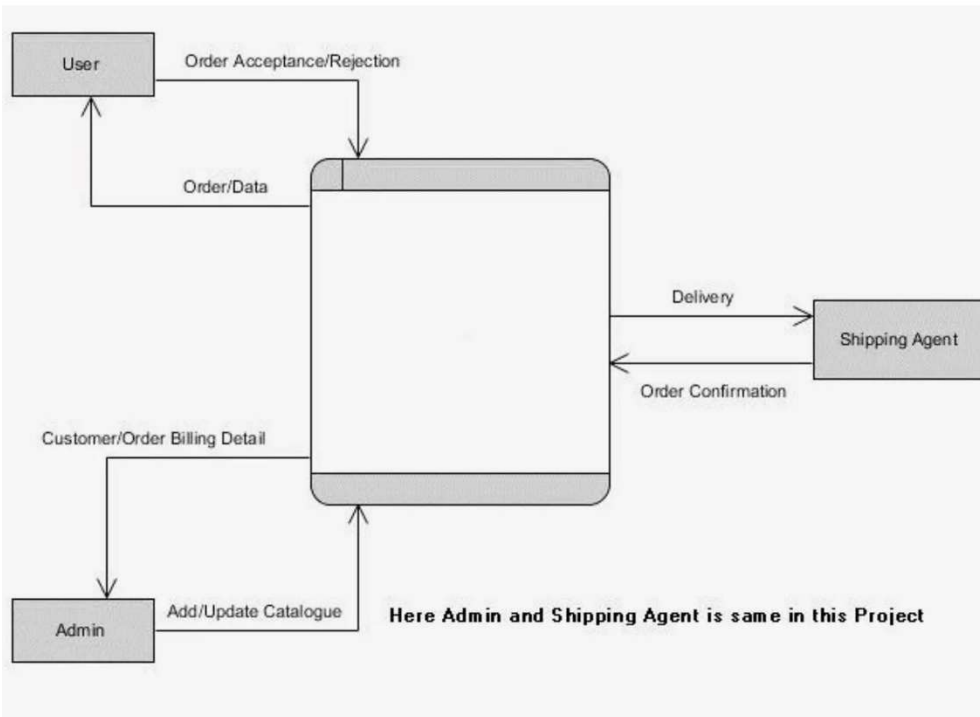 User
Order Acceptance/Rejection
Order/Data
Delivery
Shipping Agent
Order Confirmation
Customer/Order Billing Detail
Admin
Add/Update Catalogue
Here Admin and Shipping Agent is same in this Project